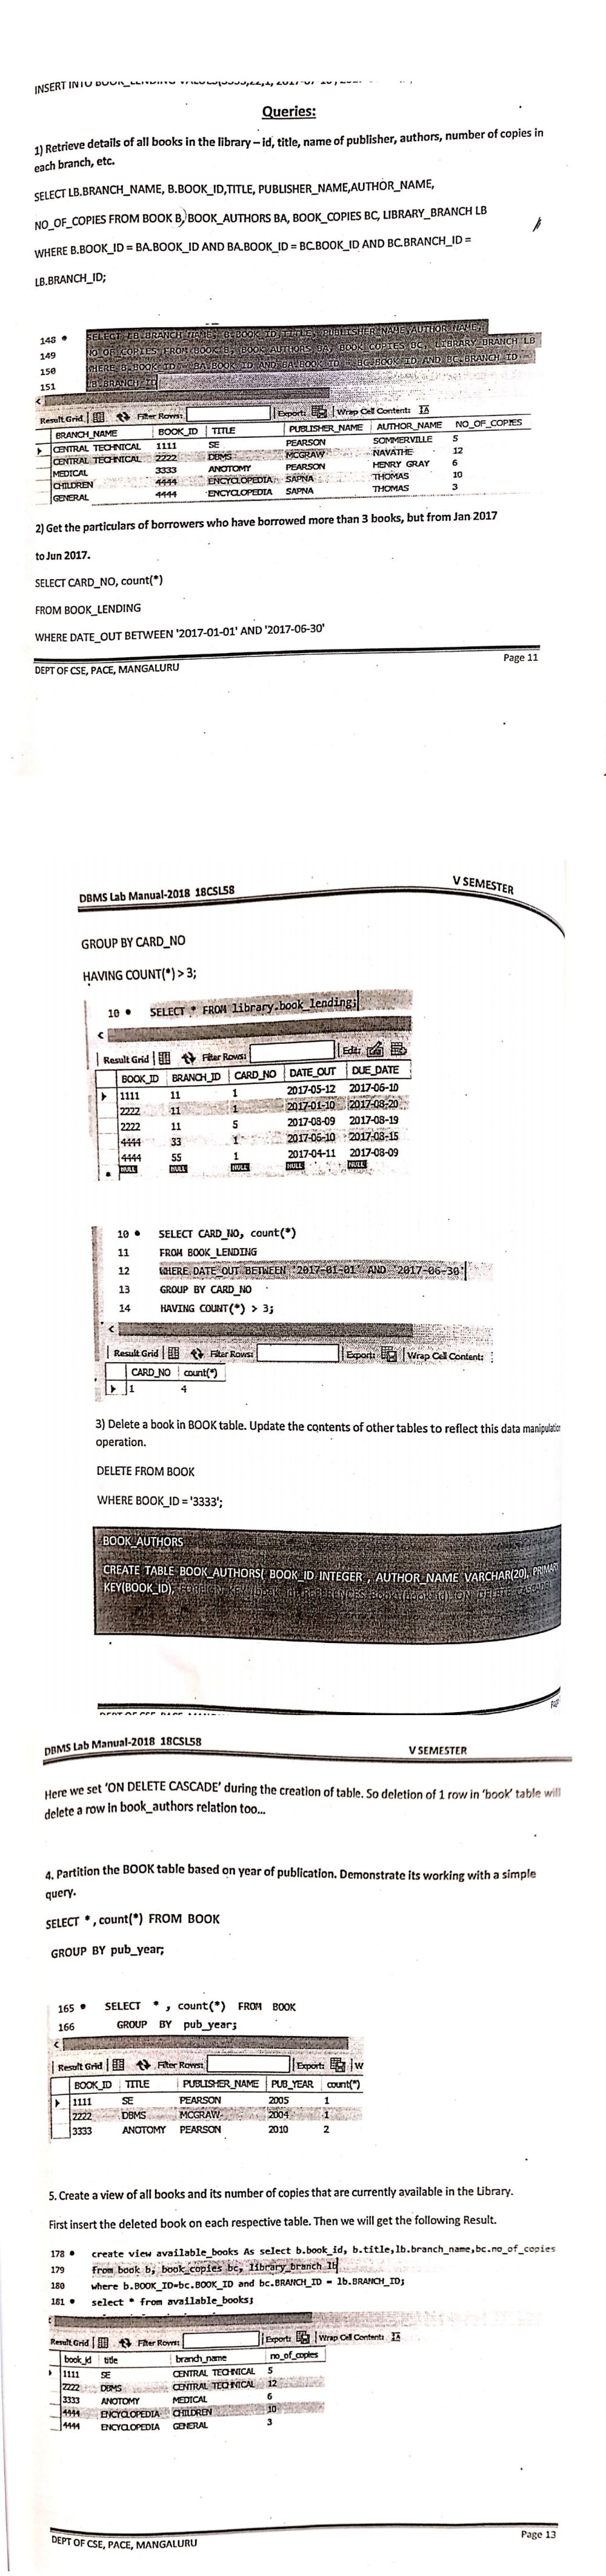 INSERT INTO
Queries:
1) Retrieve details of all books in the library – id, title, name of publisher, authors, number of copies in
each branch, etc.
SELECT LB.BRANCH_NAME, B.BOOK_ID,TITLE, PUBLISHER_NAME,AUTHOR_NAME,
NO_OF_COPIES FROM BOOK B, BOOK_AUTHORS BA, BOOK_COPIES BC, LIBRARY_BRANCH LB
WHERE B.BOOK_ID = BA.BOOK_ID AND BA.BOOK_ID = BC.BOOK_ID AND BC.BRANCH_ID =
LB.BRANCH_ID;
148 SELECT LB.BRANCH_NAME, B.BOOK_ID,TITLE, PUBLISHER_NAME,AUTHOR_NAME,
149 NO_OF_COPIES FROM BOOK B, BOOK_AUTHORS BA, BOOK_COPIES BC, LIBRARY_BRANCH LB
150 WHERE B.BOOK_ID = BA.BOOK_ID AND BA.BOOK_ID = BC.BOOK_ID AND BC.BRANCH_ID =
151 LB.BRANCH_ID
Result Grid Filter Rows: Export: Wrap Cell Content: IA
BRANCH_NAME BOOK_ID TITLE PUBLISHER_NAME AUTHOR_NAME NO_OF_COPIES
CENTRAL TECHNICAL 1111 SE PEARSON SOMMERVILLE 5
CENTRAL TECHNICAL 2222 DBMS MCGRAW NAVATHE 12
MEDICAL 3333 ANOTOMY PEARSON HENRY GRAY 6
CHILDREN 4444 ENCYCLOPEDIA SAPNA THOMAS 10
GENERAL 4444 ENCYCLOPEDIA SAPNA THOMAS 3
2) Get the particulars of borrowers who have borrowed more than 3 books, but from Jan 2017
to Jun 2017.
SELECT CARD_NO, count(*)
FROM BOOK_LENDING
WHERE DATE_OUT BETWEEN '2017-01-01' AND '2017-06-30'
DEPT OF CSE, PACE, MANGALURU Page 11
DBMS Lab Manual-2018 18CSL58 V SEMESTER
GROUP BY CARD_NO
HAVING COUNT(*) > 3;
10 SELECT * FROM library.book_lending;
Result Grid Filter Rows: Edit:
BOOK_ID BRANCH_ID CARD_NO DATE_OUT DUE_DATE
1111 11 1 2017-05-12 2017-06-10
2222 11 1 2017-01-10 2017-08-20
2222 11 5 2017-08-09 2017-08-19
4444 33 1 2017-06-10 2017-08-15
4444 55 1 2017-04-11 2017-08-09
NULL NULL NULL NULL NULL
10 SELECT CARD_NO, count(*)
11 FROM BOOK_LENDING
12 WHERE DATE_OUT BETWEEN '2017-01-01' AND '2017-06-30'
13 GROUP BY CARD_NO
14 HAVING COUNT(*) > 3;
Result Grid Filter Rows: Export: Wrap Cell Content:
CARD_NO count(*)
1 4
3) Delete a book in BOOK table. Update the contents of other tables to reflect this data manipulation
operation.
DELETE FROM BOOK
WHERE BOOK_ID = '3333';
BOOK_AUTHORS
CREATE TABLE BOOK_AUTHORS( BOOK_ID INTEGER , AUTHOR_NAME VARCHAR(20), PRIMARY
KEY(BOOK_ID), FOREIGN KEY (book_id) REFERENCES Book(book_id) ON DELETE CASCADE
DBMS Lab Manual-2018 18CSL58 V SEMESTER
Here we set 'ON DELETE CASCADE' during the creation of table. So deletion of 1 row in 'book' table will
delete a row in book_authors relation too...
4. Partition the BOOK table based on year of publication. Demonstrate its working with a simple
query.
SELECT * , count(*) FROM BOOK
GROUP BY pub_year;
165 SELECT * , count(*) FROM BOOK
166 GROUP BY pub_year;
Result Grid Filter Rows: Export: W
BOOK_ID TITLE PUBLISHER_NAME PUB_YEAR count(*)
1111 SE PEARSON 2005 1
2222 DBMS MCGRAW 2004 1
3333 ANOTOMY PEARSON 2010 2
5. Create a view of all books and its number of copies that are currently available in the Library.
First insert the deleted book on each respective table. Then we will get the following Result.
178 create view available_books As select b.book_id, b.title,lb.branch_name,bc.no_of_copies
179 from book b, book_copies bc, library_branch lb
180 where b.BOOK_ID=bc.BOOK_ID and bc.BRANCH_ID = lb.BRANCH_ID;
181 select * from available_books;
Result Grid Filter Rows: Export: Wrap Cell Content: IA
book_id title branch_name no_of_copies
1111 SE CENTRAL TECHNICAL 5
2222 DBMS CENTRAL TECHNICAL 12
3333 ANOTOMY MEDICAL 6
4444 ENCYCLOPEDIA CHILDREN 10
4444 ENCYCLOPEDIA GENERAL 3
DEPT OF CSE, PACE, MANGALURU Page 13